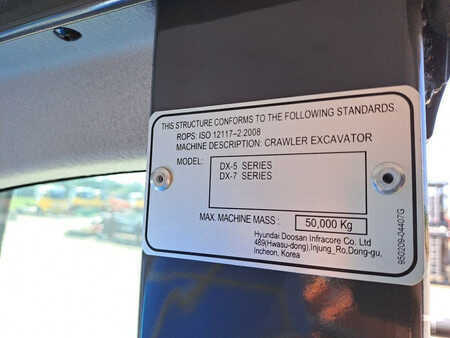 THIS STRUCTURE CONFORMS TO THE FOLLOWING STANDARDS.
ROPS: ISO 12117-2:2008
MACHINE DESCRIPTION: CRAWLER EXCAVATOR
MODEL:
DX-5 SERIES
DX-7 SERIES
MAX. MACHINE MASS : 50,000 Kg
Hyundai Doosan Infracore Co. Ltd
489(Hwasu-dong),Injung_Ro,Dong-gu,
Incheon, Korea
950209-04407G